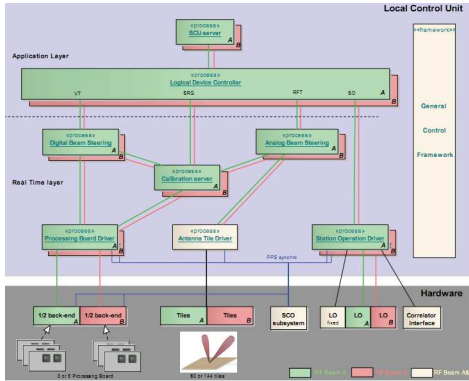 Local Control Unit
«process»
SCU server
A
B
<<framework>>
General
Control
Framework
Application Layer
«process»
Logical Device Controller
VT
SRG
RFT
SO
A
B
«process»
Digital Beam Steering
A
B
«process»
Analog Beam Steering
A
B
«process»
Calibration server
A
B
Real Time layer
«process»
Processing Board Driver
A
B
«process»
Antenna Tile Driver
«process»
Station Operation Driver
A
B
PPS synchro
Hardware
1/2 back-end
A
1/2 back-end
B
Tiles
A
Tiles
B
SCO
subsystem
LO
fixed
LO
A
LO
B
Correlator
Interface
3 or 5 Processing Board
80 or 144 tiles
RF Beam A
RF Beam B
RF Beam AB